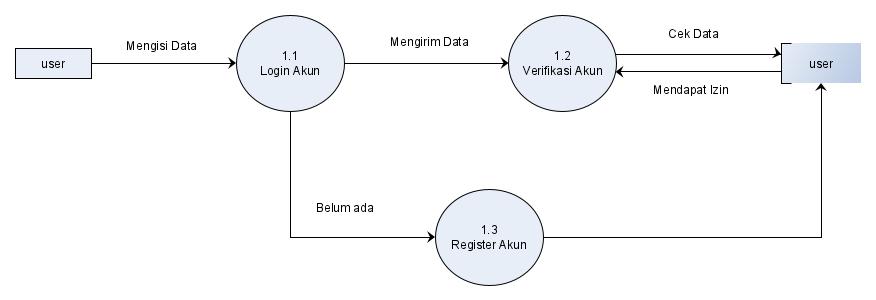 user
Mengisi Data
1.1
Login Akun
Mengirim Data
1.2
Verifikasi Akun
Cek Data
user
Mendapat Izin
Belum ada
1.3
Register Akun